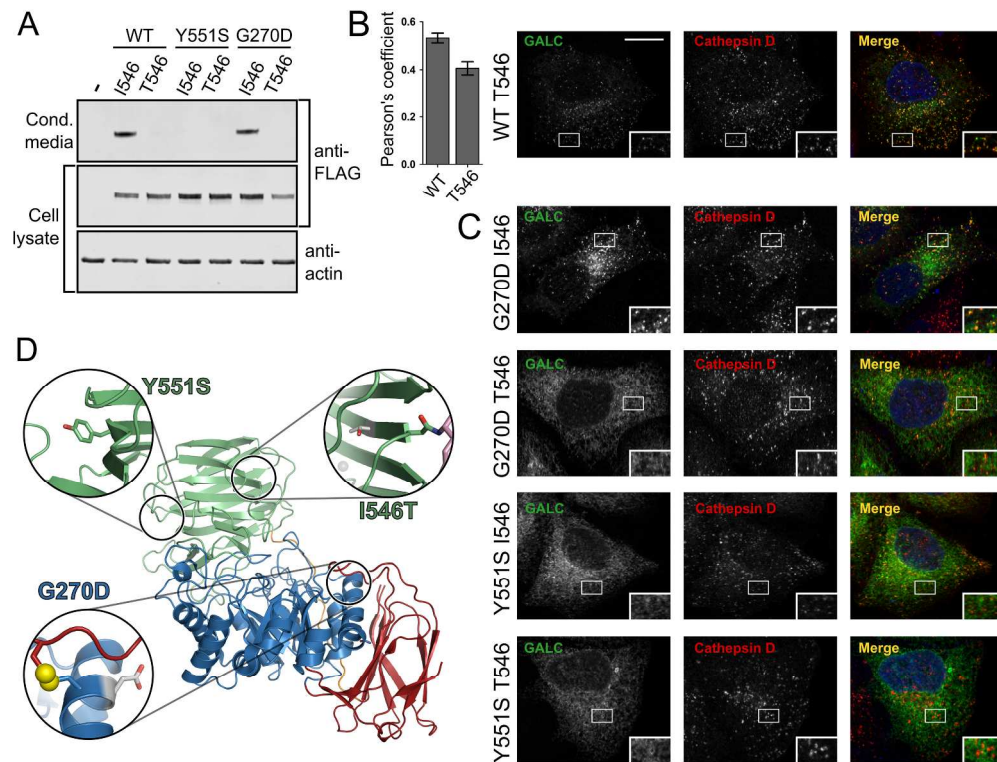 A
WT Y551S G270D
- I546 T546 I546 T546 I546 T546
Cond.
media
anti-
FLAG
Cell
lysate
anti-
actin
B
Pearson's coefficient
0.6
0.4
0.2
0.0
WT T546
WT T546
GALC Cathepsin D Merge
C
G270D I546
GALC Cathepsin D Merge
G270D T546
GALC Cathepsin D Merge
Y551S I546
GALC Cathepsin D Merge
Y551S T546
GALC Cathepsin D Merge
D
Y551S
I546T
G270D